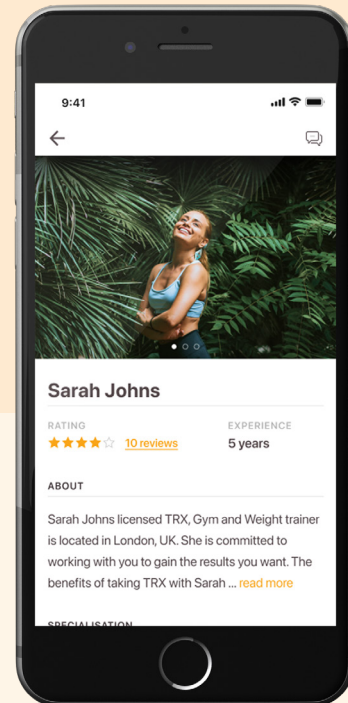 9:41
Sarah Johns
RATING
EXPERIENCE
10 reviews
5 years
ABOUT
Sarah Johns licensed TRX, Gym and Weight trainer
is located in London, UK. She is committed to
working with you to gain the results you want. The
benefits of taking TRX with Sarah ... read more
SPECIALISATION